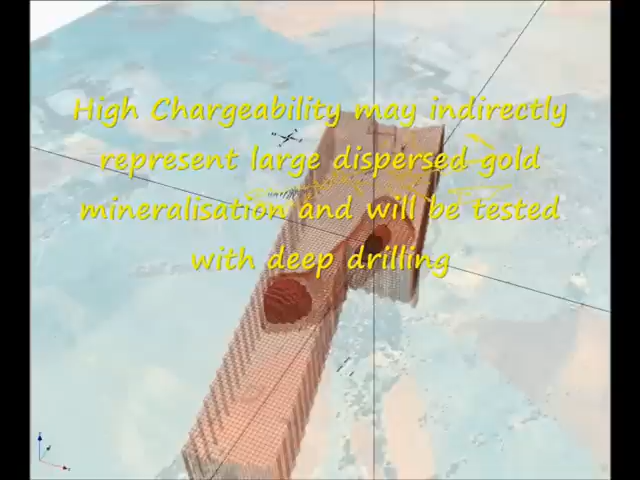 High Chargeability may indirectly
represent large dispersed gold
mineralisation and will be tested
with deep drilling